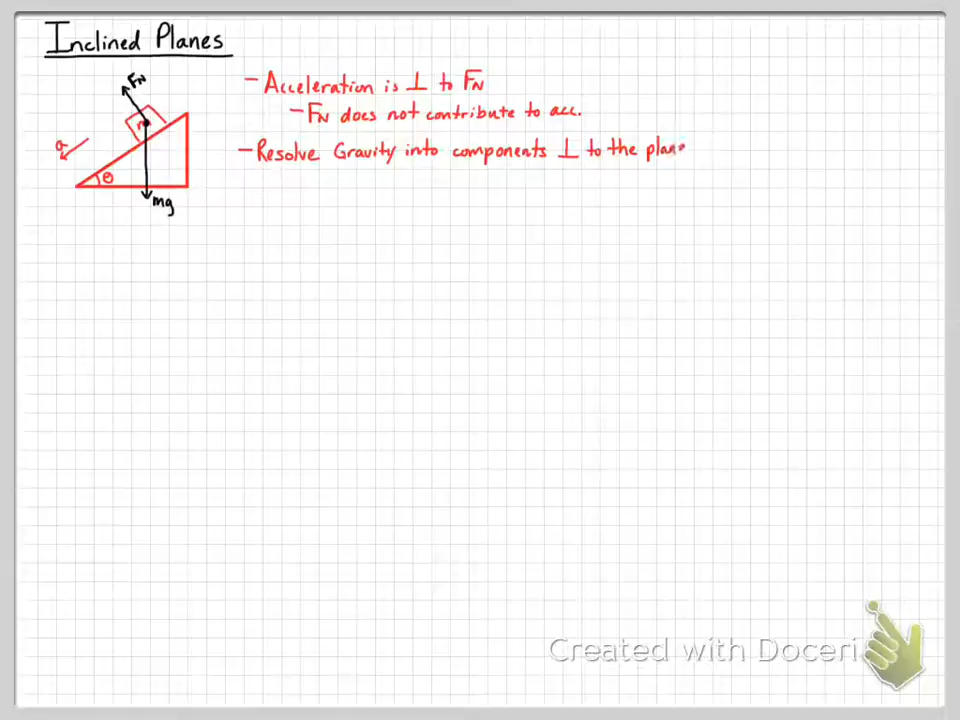 Inclined Planes
FN
- Acceleration is ⊥ to FN
- FN does not contribute to acc.
a
m
- Resolve Gravity into components ⊥ to the plane
θ
mg
Created with Doceri